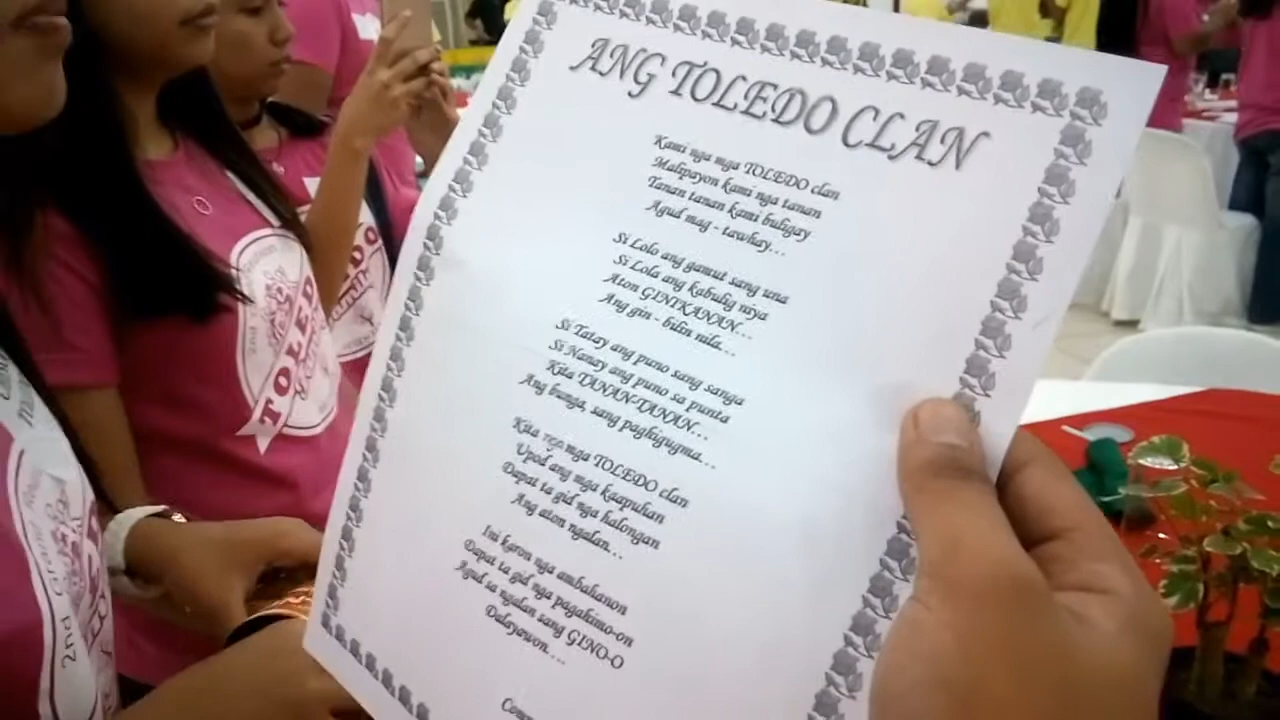 ANG TOLEDO CLAN
Kami nga mga TOLEDO clan
Malipayon kami nga tanan
Tanan tanan kami buligay
Agud mag - tawhay...
Si Lolo ang gamut sang una
Si Lola ang kabulig niya
Aton GINIKANAN...
Ang gin - bilin nila...
Si Tatay ang puno sang sanga
Si Nanay ang puno sa punta
Kita TANAN-TANAN...
Ang bunga, sang paghigugma...
Kita nga mga TOLEDO clan
Upod ang mga kaapuhan
Dapat ta gid nga halongan
Ang aton ngalan...
Ini karon nga ambahanon
Dapat ta gid nga pagahimo-on
Agud sa ngalan sang GINO-O
Dalayawon...
TOLEDO
2nd